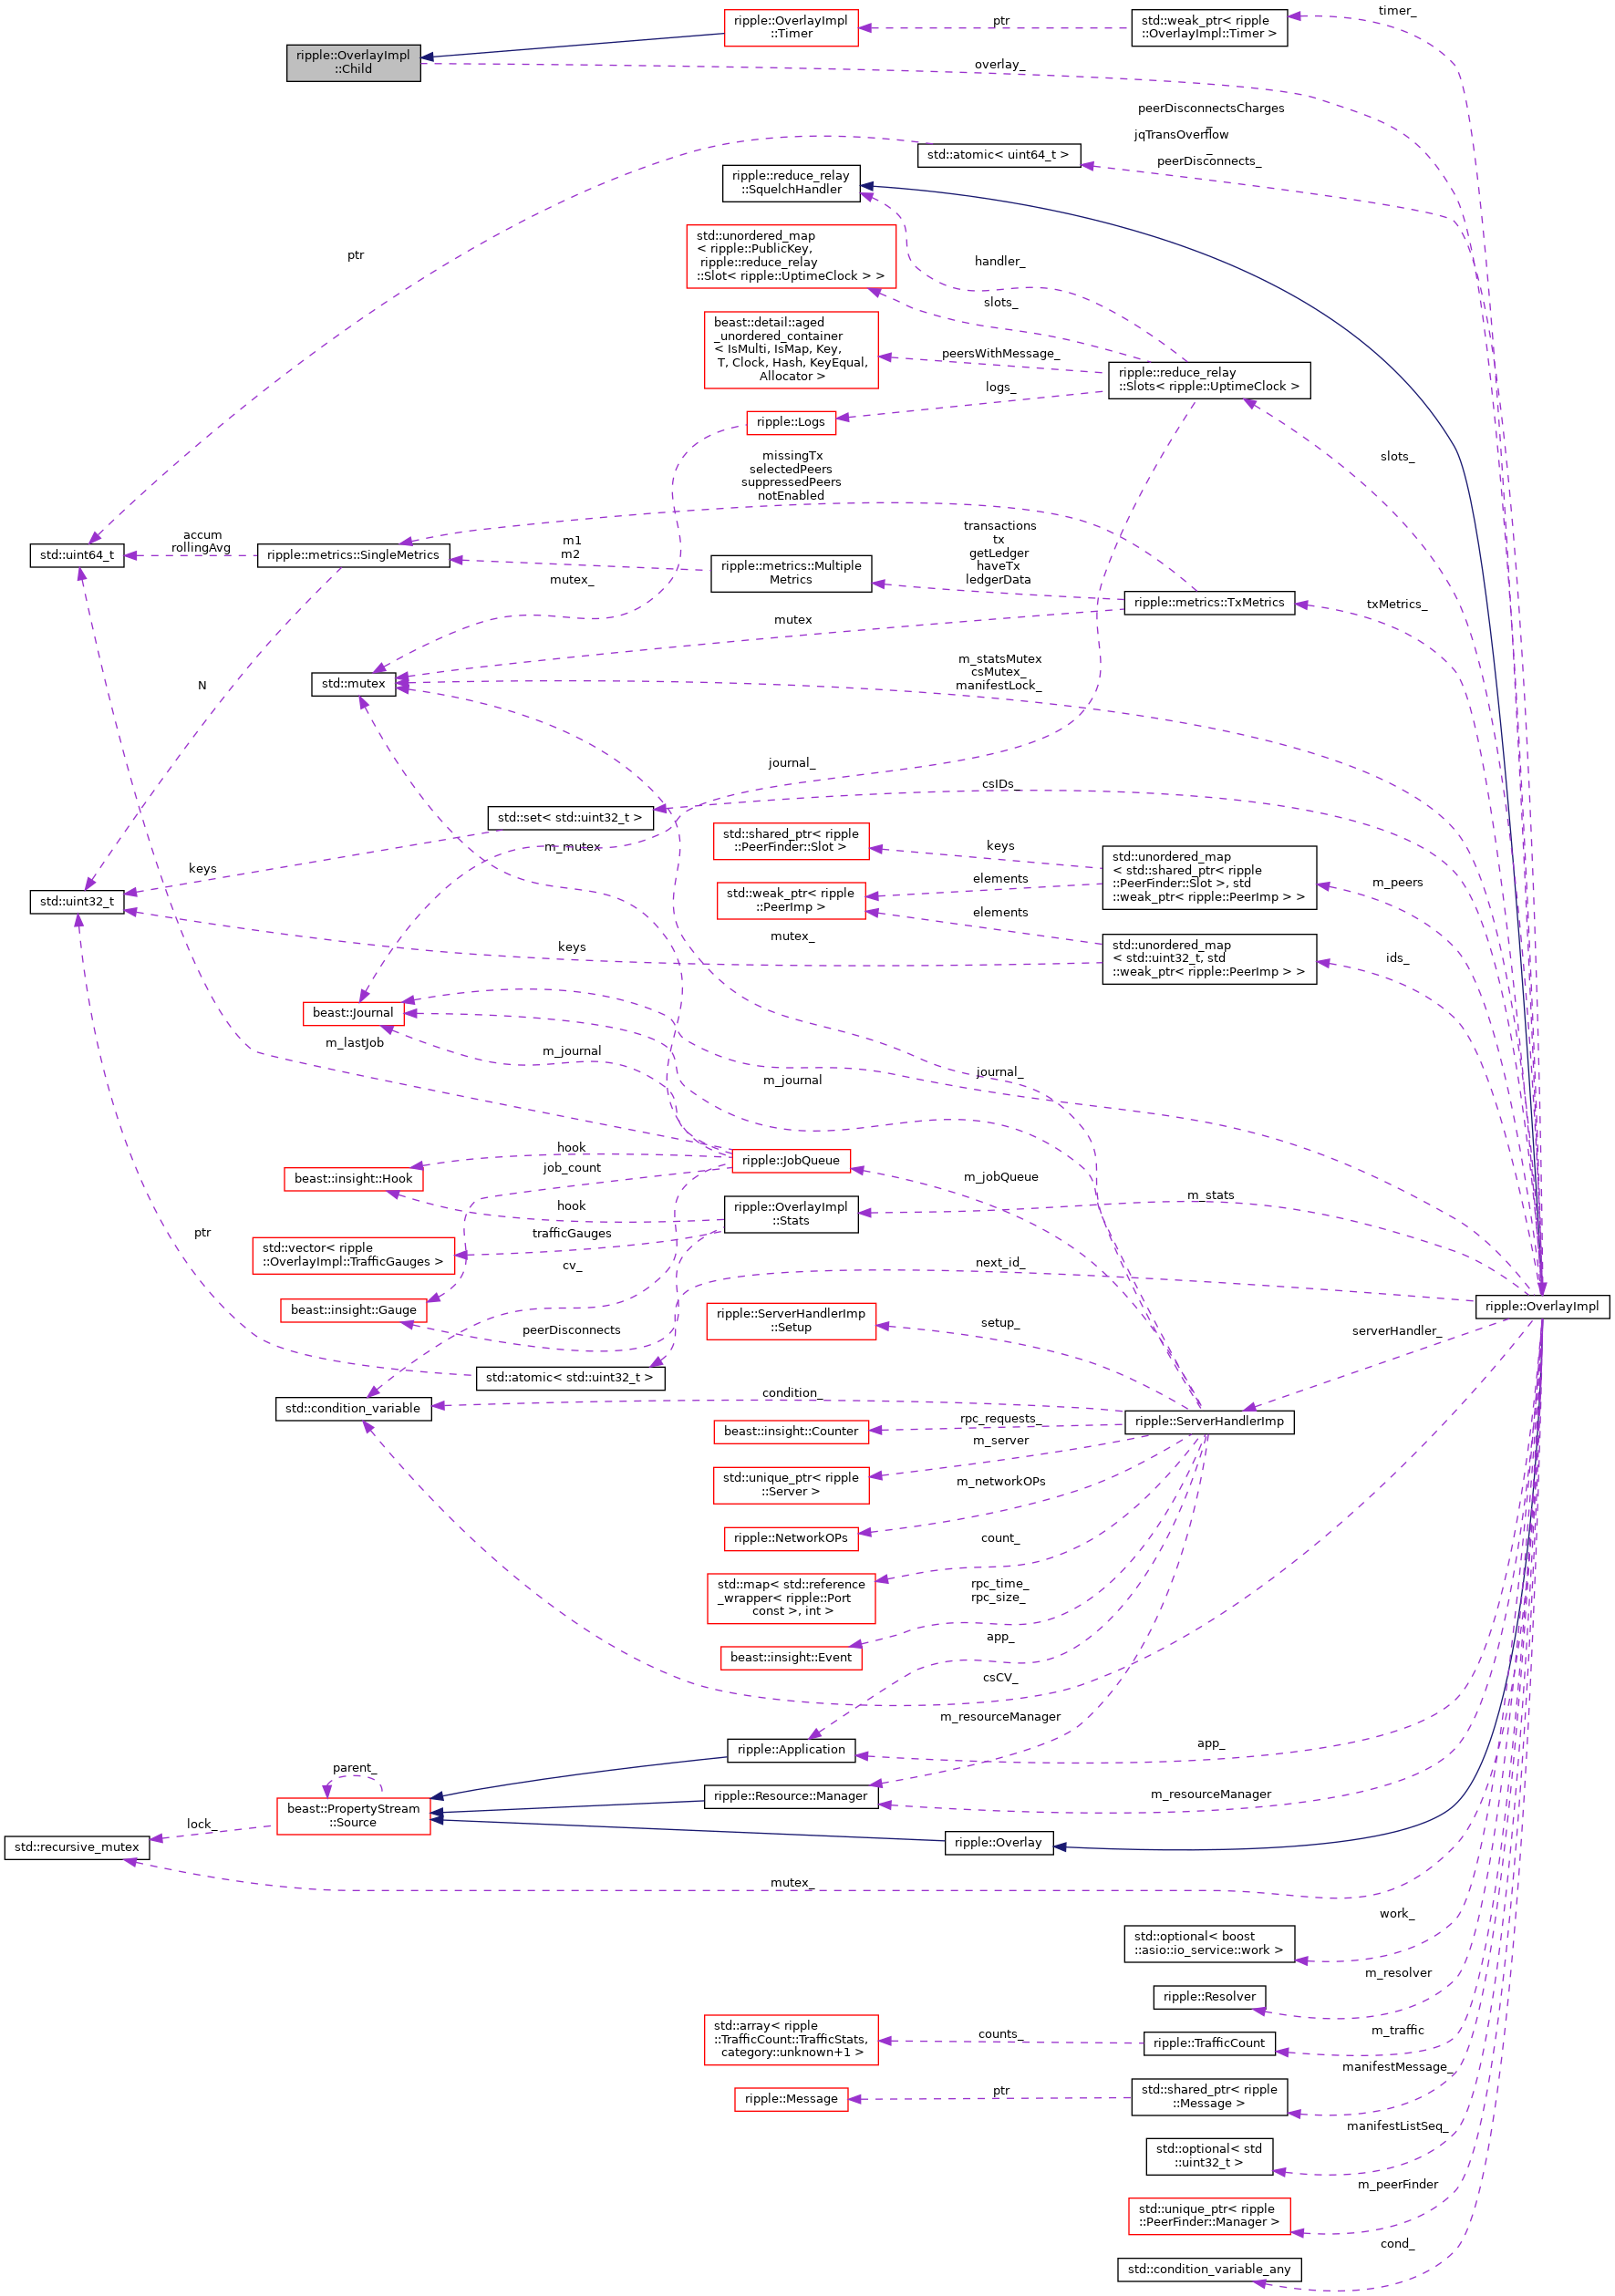 timer_
ripple::OverlayImpl
::Timer
ptr
std::weak_ptr< ripple
::OverlayImpl::Timer >
ripple::OverlayImpl
::Child
overlay_
peerDisconnectsCharges
_
jqTransOverflow
_
peerDisconnects_
std::atomic< uint64_t >
ripple::reduce_relay
::SquelchHandler
ptr
std::unordered_map
< ripple::PublicKey,
ripple::reduce_relay
::Slot< ripple::UptimeClock > >
handler_
slots_
beast::detail::aged
_unordered_container
< IsMulti, IsMap, Key,
T, Clock, Hash, KeyEqual,
Allocator >
peersWithMessage_
ripple::reduce_relay
::Slots< ripple::UptimeClock >
logs_
ripple::Logs
slots_
missingTx
selectedPeers
suppressedPeers
notEnabled
std::uint64_t
accum
rollingAvg
ripple::metrics::SingleMetrics
m1
m2
mutex_
ripple::metrics::Multiple
Metrics
transactions
tx
getLedger
haveTx
ledgerData
ripple::metrics::TxMetrics
txMetrics_
mutex
N
std::mutex
m_statsMutex
csMutex_
manifestLock_
journal_
csIDs_
std::set< std::uint32_t >
m_mutex
keys
std::shared_ptr< ripple
::PeerFinder::Slot >
keys
std::unordered_map
< std::shared_ptr< ripple
::PeerFinder::Slot >, std
::weak_ptr< ripple::PeerImp > >
m_peers
std::uint32_t
std::weak_ptr< ripple
::PeerImp >
elements
elements
mutex_
keys
std::unordered_map
< std::uint32_t, std
::weak_ptr< ripple::PeerImp > >
ids_
beast::Journal
m_lastJob
m_journal
m_journal
journal_
hook
ripple::JobQueue
m_jobQueue
job_count
beast::insight::Hook
hook
ripple::OverlayImpl
::Stats
m_stats
ptr
std::vector< ripple
::OverlayImpl::TrafficGauges >
trafficGauges
cv_
next_id_
beast::insight::Gauge
peerDisconnects
ripple::ServerHandlerImp
::Setup
setup_
ripple::OverlayImpl
serverHandler_
std::atomic< std::uint32_t >
std::condition_variable
condition_
ripple::ServerHandlerImp
beast::insight::Counter
rpc_requests_
m_server
std::unique_ptr< ripple
::Server >
m_networkOPs
ripple::NetworkOPs
count_
std::map< std::reference
_wrapper< ripple::Port
const >, int >
rpc_time_
rpc_size_
beast::insight::Event
app_
csCV_
m_resourceManager
ripple::Application
app_
parent_
beast::PropertyStream
::Source
ripple::Resource::Manager
m_resourceManager
lock_
std::recursive_mutex
ripple::Overlay
mutex_
work_
std::optional< boost
::asio::io_service::work >
m_resolver
ripple::Resolver
std::array< ripple
::TrafficCount::TrafficStats,
category::unknown+1 >
counts_
ripple::TrafficCount
m_traffic
manifestMessage_
ripple::Message
ptr
std::shared_ptr< ripple
::Message >
manifestListSeq_
std::optional< std
::uint32_t >
m_peerFinder
std::unique_ptr< ripple
::PeerFinder::Manager >
cond_
std::condition_variable_any